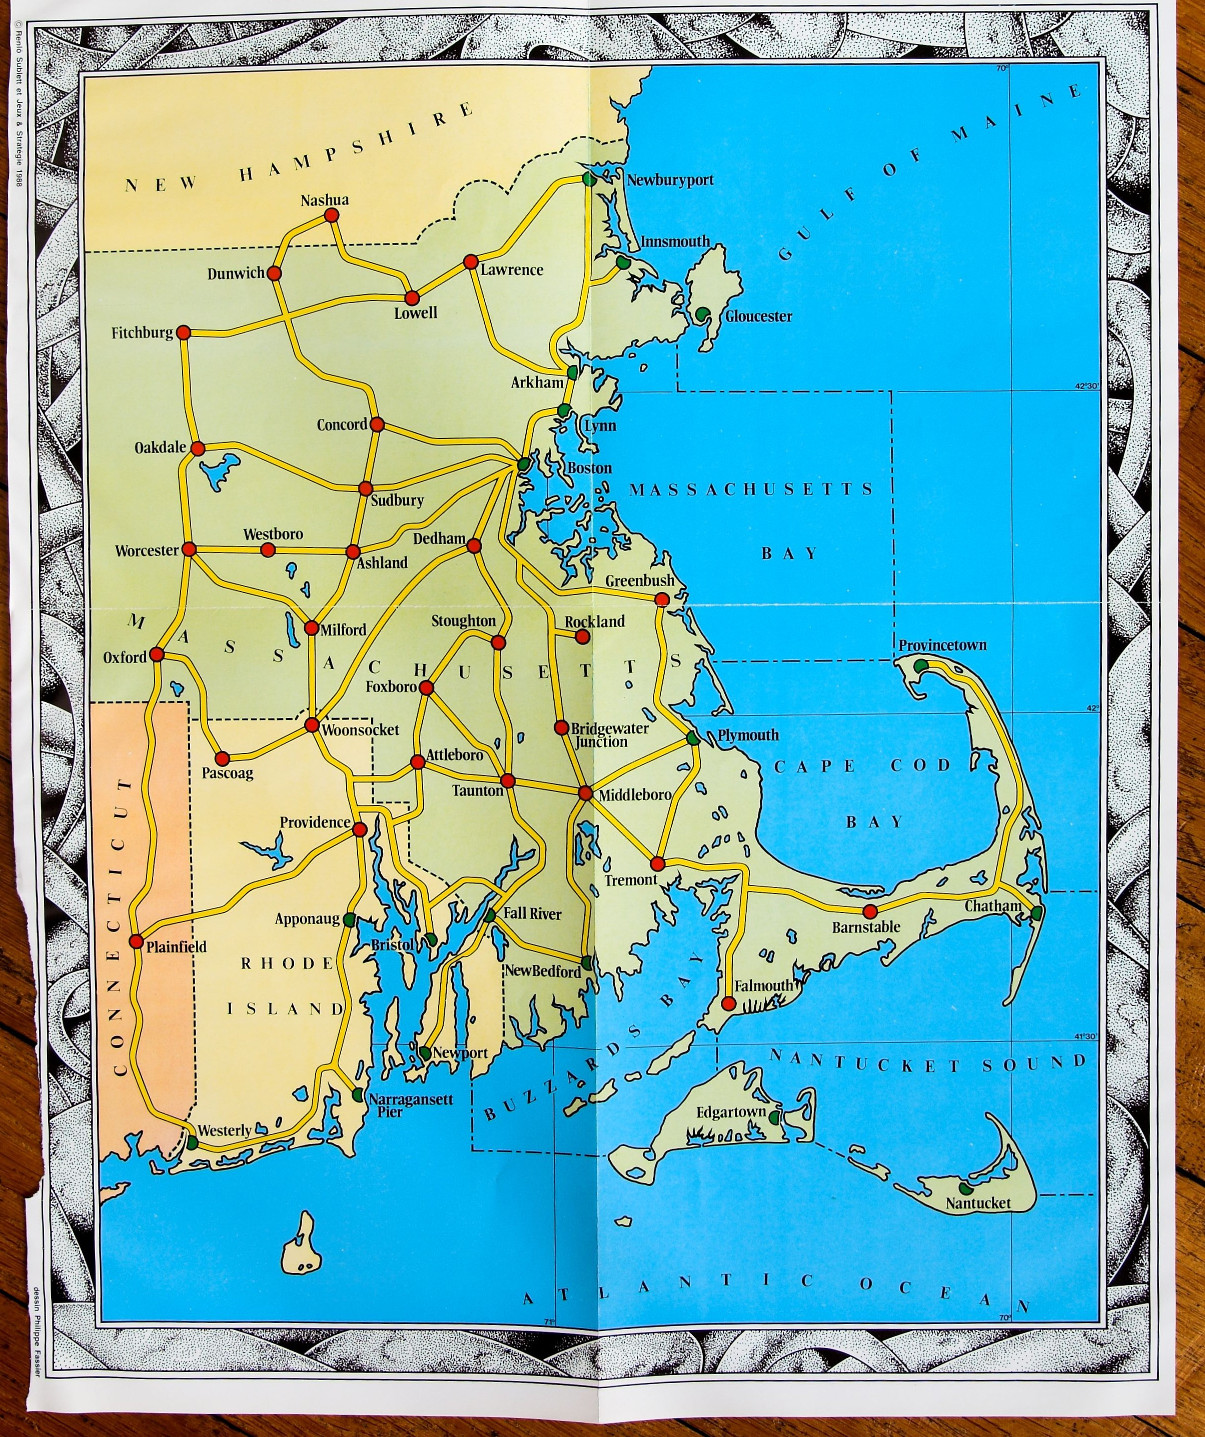 © Renlo Sublett et Jeux & Strategie 1988
70°
NEW HAMPSHIRE
GULF OF MAINE
Newburyport
Nashua
Innsmouth
Dunwich
Lawrence
Lowell
Gloucester
Fitchburg
Arkham
42°30'
Concord
Lynn
Oakdale
Boston
Sudbury
MASSACHUSETTS
BAY
Westboro
Dedham
Worcester
Ashland
Greenbush
Stoughton
Rockland
Milford
MASSACHUSETTS
Oxford
Provincetown
Foxboro
42°
Woonsocket
Bridgewater
Junction
Plymouth
Attleboro
Pascoag
CAPE COD
BAY
Taunton
Middleboro
CONNECTICUT
Providence
Tremont
Chatham
Fall River
Apponaug
Barnstable
Bristol
Plainfield
RHODE
ISLAND
NewBedford
Falmouth
BUZZARDS BAY
41°30'
Newport
NANTUCKET SOUND
Narragansett
Pier
Edgartown
Westerly
Nantucket
ATLANTIC OCEAN
71°
70°
dessin Philippe Fassier